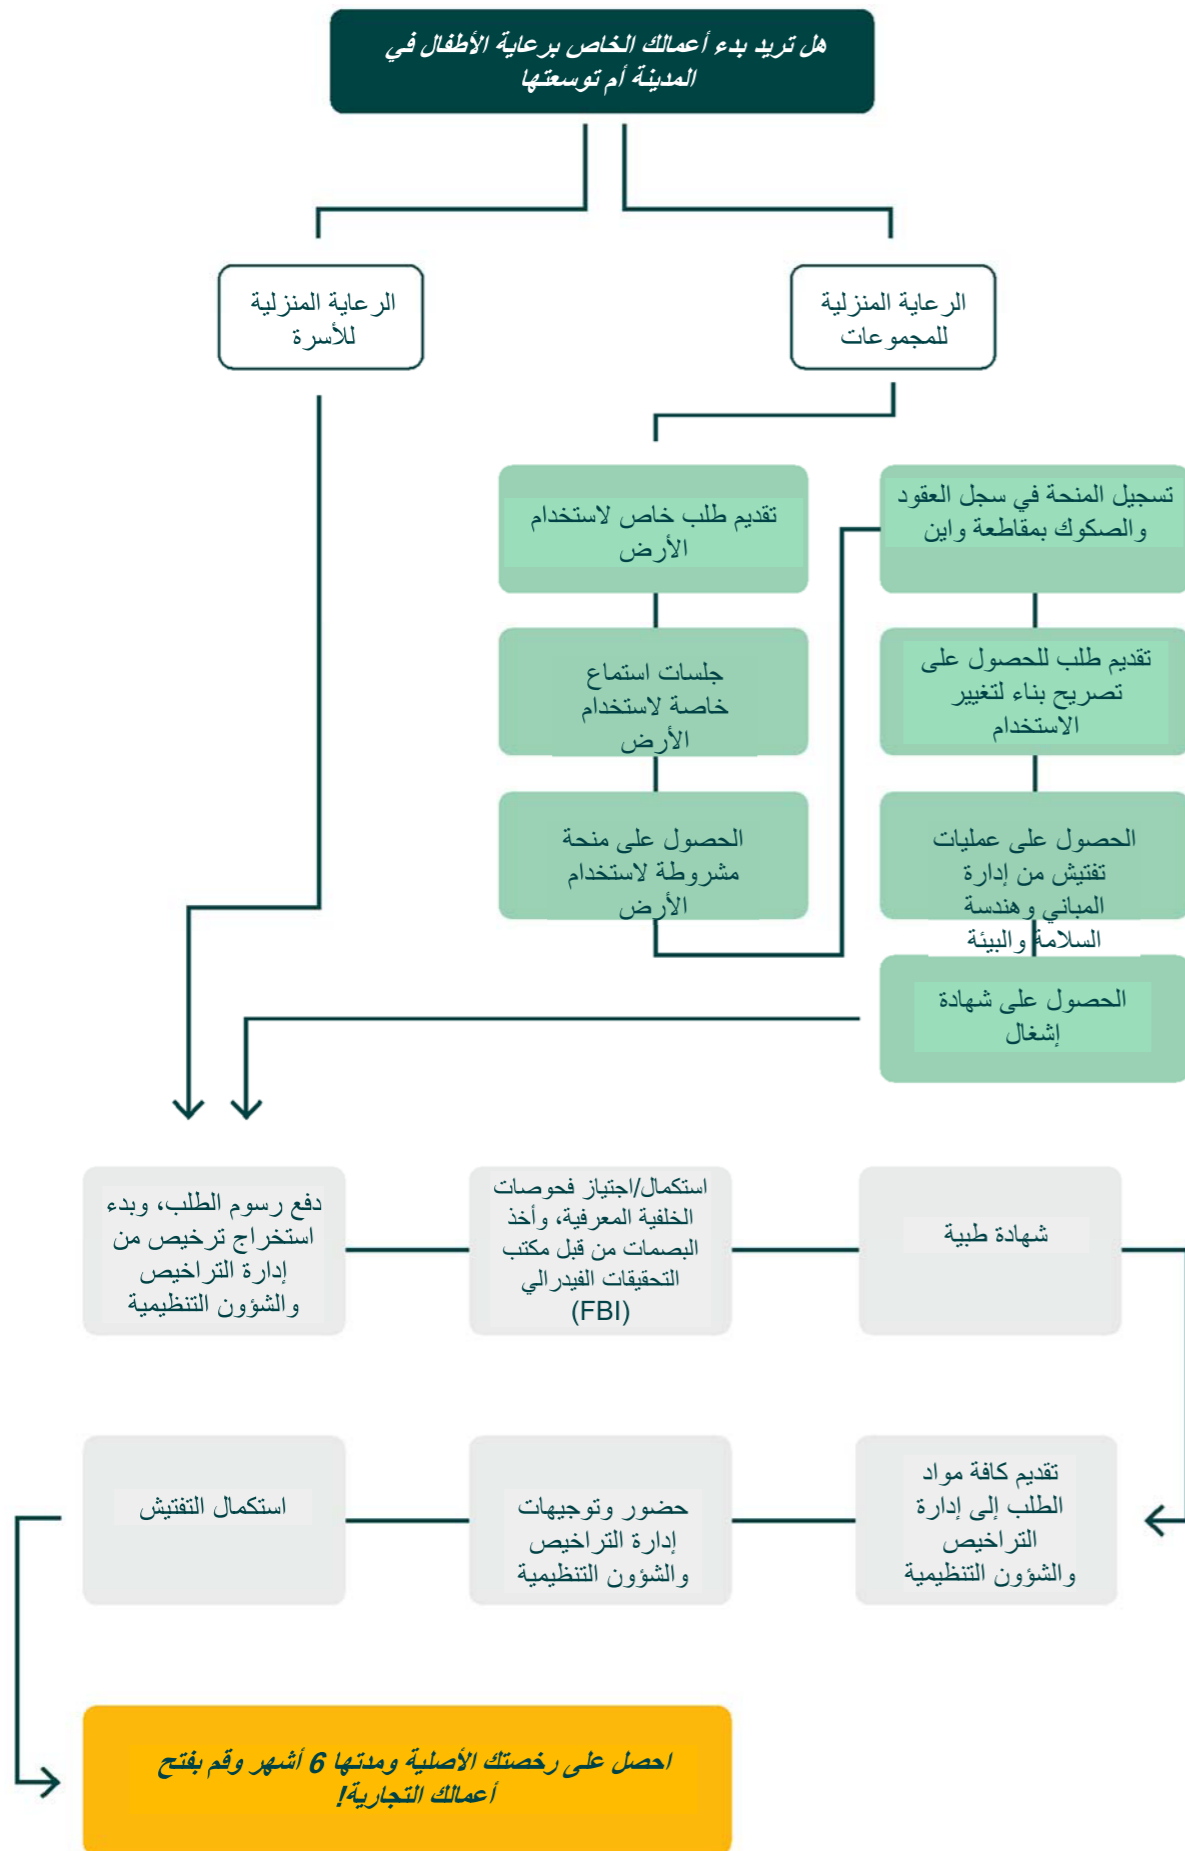 هل تريد بدء أعمالك الخاص برعاية الأطفال في
المدينة أم توسعتها
الرعاية المنزلية
للمجموعات
الرعاية المنزلية
للأسرة
تقديم طلب خاص لاستخدام
الأرض
جلسات استماع
خاصة لاستخدام
الأرض
الحصول على منحة
مشروطة لاستخدام
الأرض
تسجيل المنحة في سجل العقود
والصكوك بمقاطعة واين
تقديم طلب للحصول على
تصريح بناء لتغيير
الاستخدام
الحصول على عمليات
تفتيش من إدارة
المباني وهندسة
السلامة والبيئة
الحصول على شهادة
إشغال
دفع رسوم الطلب، وبدء
استخراج ترخيص من
إدارة التراخيص
والشؤون التنظيمية
استكمال/اجتياز فحوصات
الخلفية المعرفية، وأخذ
البصمات من قبل مكتب
التحقيقات الفيدرالي
(FBI)
شهادة طبية
تقديم كافة مواد
الطلب إلى إدارة
التراخيص
والشؤون التنظيمية
حضور وتوجيهات
إدارة التراخيص
والشؤون التنظيمية
استكمال التفتيش
احصل على رخصتك الأصلية ومدتها 6 أشهر وقم بفتح
أعمالك التجارية!